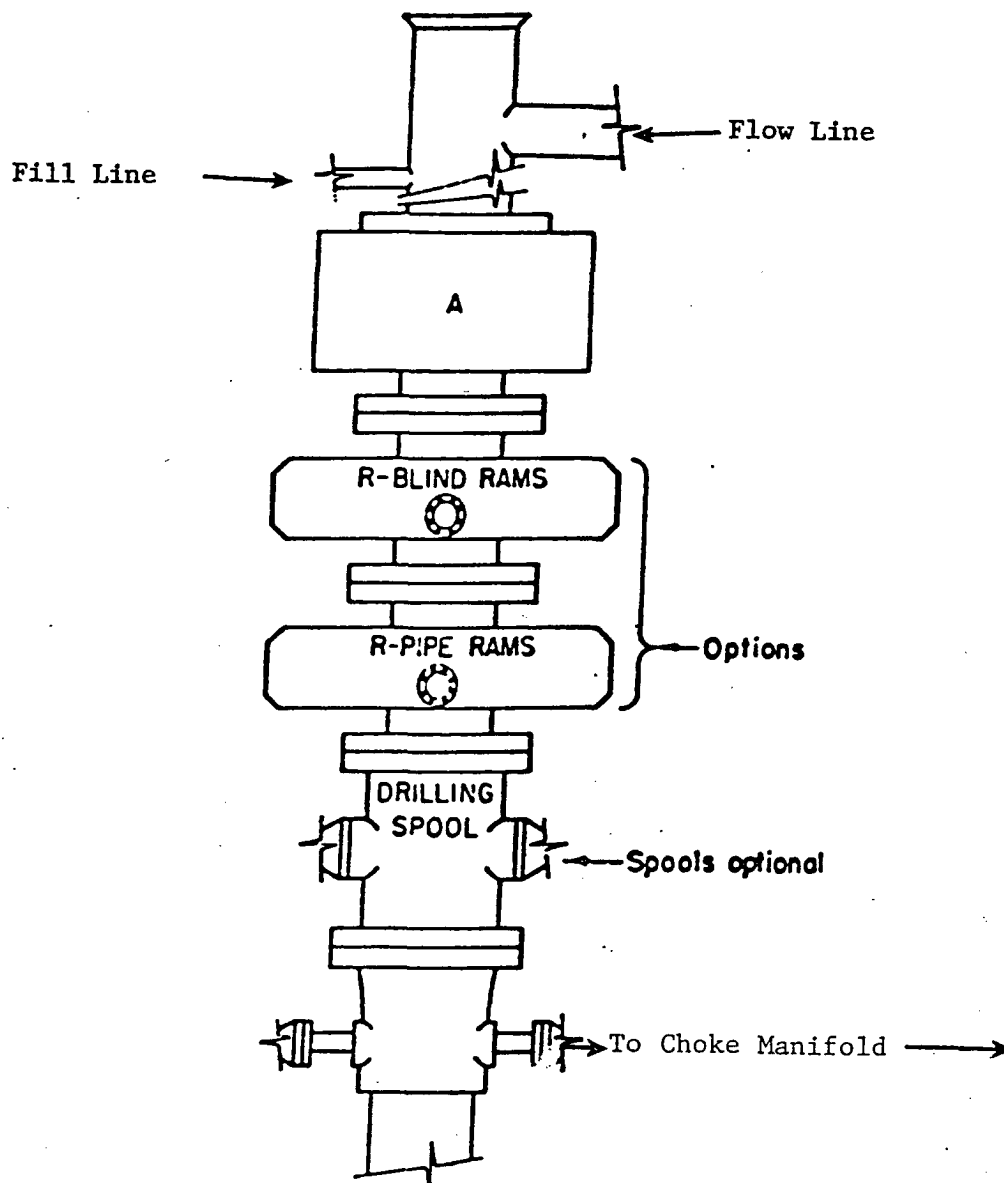 Flow Line
Fill Line
A
R-BLIND RAMS
R-PIPE RAMS
Options
DRILLING
SPOOL
Spools optional
To Choke Manifold